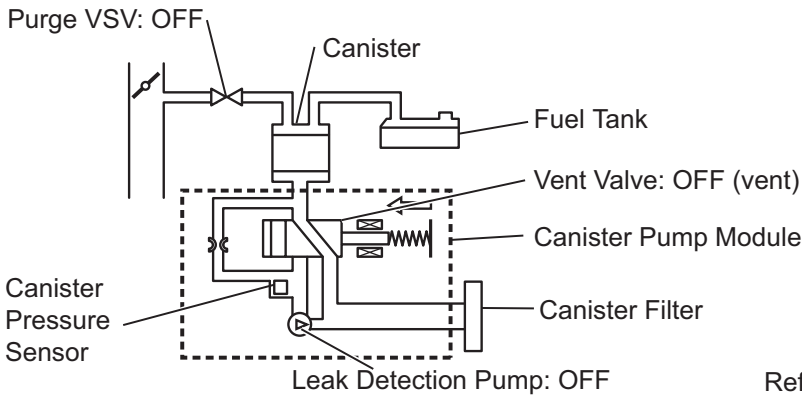 Purge VSV: OFF
Canister
Fuel Tank
Vent Valve: OFF (vent)
Canister Pump Module
Canister
Pressure
Sensor
Canister Filter
Leak Detection Pump: OFF
Ref